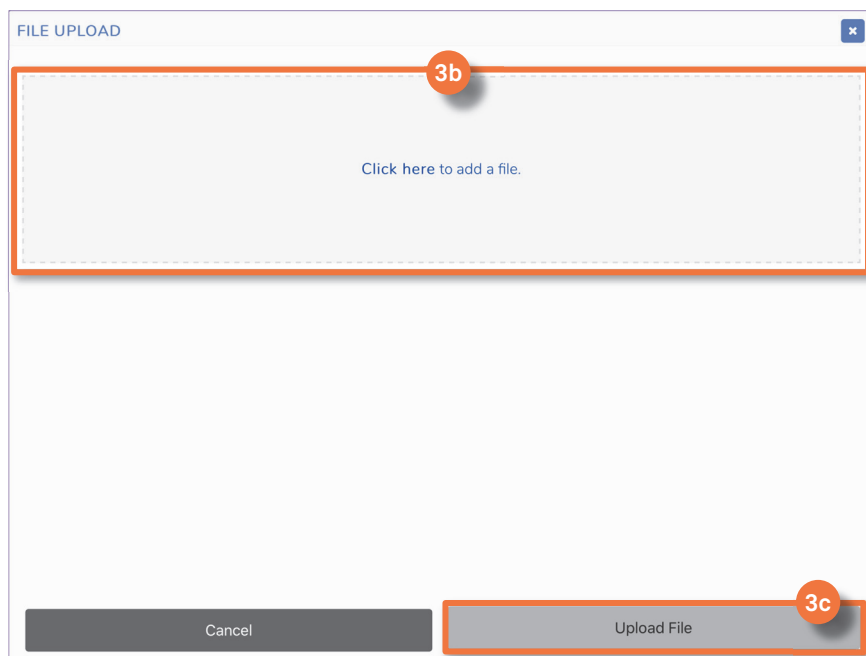 FILE UPLOAD
3b
Click here to add a file.
3c
Cancel
Upload File